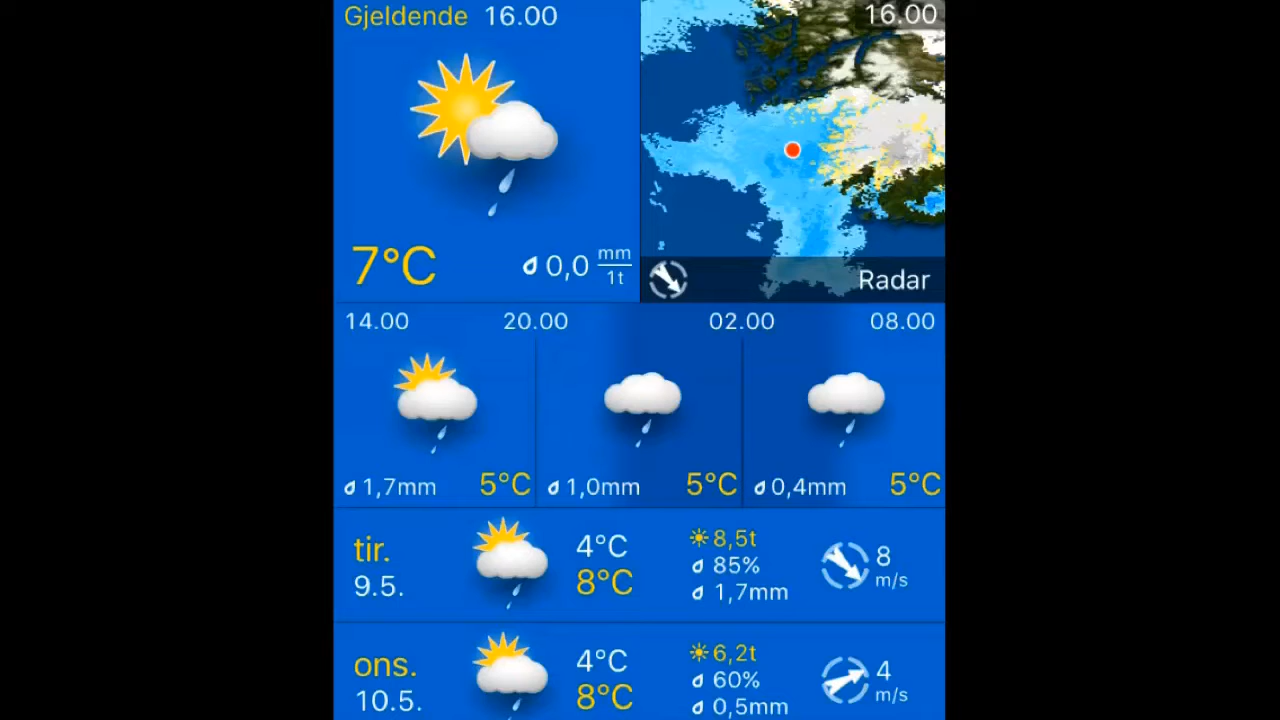 Gjeldende 16.00
16.00
7°C
0,0 mm
1t
Radar
14.00 20.00 02.00 08.00
1,7mm 5°C 1,0mm 5°C 0,4mm 5°C
tir.
9.5.
4°C
8°C
8,5t
85%
1,7mm
8
m/s
ons.
10.5.
4°C
8°C
6,2t
60%
0,5mm
4
m/s